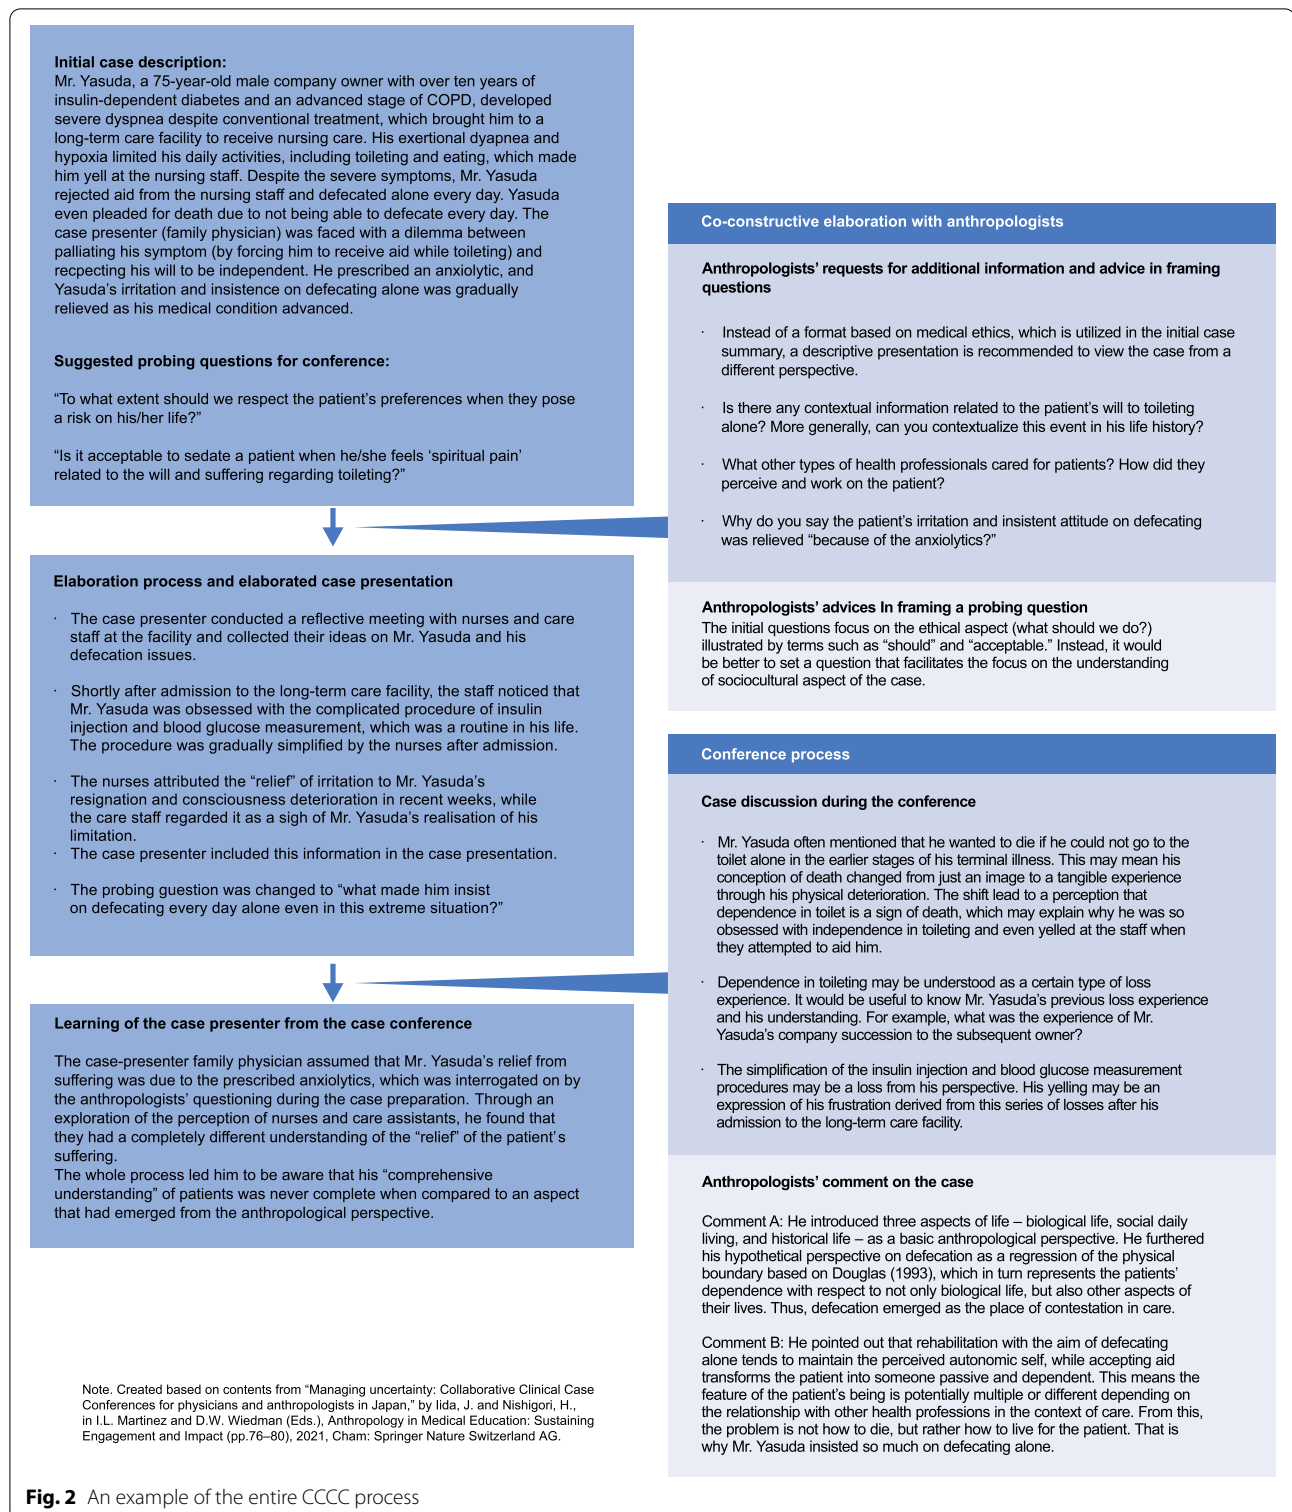 Initial case description:
Mr. Yasuda, a 75-year-old male company owner with over ten years of
insulin-dependent diabetes and an advanced stage of COPD, developed
severe dyspnea despite conventional treatment, which brought him to a
long-term care facility to receive nursing care. His exertional dyapnea and
hypoxia limited his daily activities, including toileting and eating, which made
him yell at the nursing staff. Despite the severe symptoms, Mr. Yasuda
rejected aid from the nursing staff and defecated alone every day. Yasuda
even pleaded for death due to not being able to defecate every day. The
case presenter (family physician) was faced with a dilemma between
palliating his symptom (by forcing him to receive aid while toileting) and
recpecting his will to be independent. He prescribed an anxiolytic, and
Yasuda's irritation and insistence on defecating alone was gradually
relieved as his medical condition advanced.
Suggested probing questions for conference:
“To what extent should we respect the patient's preferences when they pose
a risk on his/her life?”
“Is it acceptable to sedate a patient when he/she feels ‘spiritual pain’
related to the will and suffering regarding toileting?”
Co-constructive elaboration with anthropologists
Anthropologists’ requests for additional information and advice in framing
questions
· Instead of a format based on medical ethics, which is utilized in the initial case
summary, a descriptive presentation is recommended to view the case from a
different perspective.
· Is there any contextual information related to the patient's will to toileting
alone? More generally, can you contextualize this event in his life history?
· What other types of health professionals cared for patients? How did they
perceive and work on the patient?
· Why do you say the patient's irritation and insistent attitude on defecating
was relieved “because of the anxiolytics?”
Anthropologists’ advices In framing a probing question
The initial questions focus on the ethical aspect (what should we do?)
illustrated by terms such as “should” and “acceptable.” Instead, it would
be better to set a question that facilitates the focus on the understanding
of sociocultural aspect of the case.
Elaboration process and elaborated case presentation
· The case presenter conducted a reflective meeting with nurses and care
staff at the facility and collected their ideas on Mr. Yasuda and his
defecation issues.
· Shortly after admission to the long-term care facility, the staff noticed that
Mr. Yasuda was obsessed with the complicated procedure of insulin
injection and blood glucose measurement, which was a routine in his life.
The procedure was gradually simplified by the nurses after admission.
· The nurses attributed the “relief” of irritation to Mr. Yasuda's
resignation and consciousness deterioration in recent weeks, while
the care staff regarded it as a sigh of Mr. Yasuda's realisation of his
limitation.
· The case presenter included this information in the case presentation.
· The probing guestion was changed to “what made him insist
on defecating every day alone even in this extreme situation?”
Conference process
Case discussion during the conference
· Mr. Yasuda often mentioned that he wanted to die if he could not go to the
toilet alone in the earlier stages of his terminal illness. This may mean his
conception of death changed from just an image to a tangible experience
through his physical deterioration. The shift lead to a perception that
dependence in toilet is a sign of death, which may explain why he was so
obsessed with independence in toileting and even yelled at the staff when
they attempted to aid him.
· Dependence in toileting may be understood as a certain type of loss
experience. It would be useful to know Mr. Yasuda's previous loss experience
and his understanding. For example, what was the experience of Mr.
Yasuda's company succession to the subsequent owner?
· The simplification of the insulin injection and blood glucose measurement
procedures may be a loss from his perspective. His yelling may be an
expression of his frustration derived from this series of losses after his
admission to the long-term care facility.
Anthropologists’ comment on the case
Comment A: He introduced three aspects of life – biological life, social daily
living, and historical life – as a basic anthropological perspective. He furthered
his hypothetical perspective on defecation as a regression of the physical
boundary based on Douglas (1993), which in turn represents the patients’
dependence with respect to not only biological life, but also other aspects of
their lives. Thus, defecation emerged as the place of contestation in care.
Comment B: He pointed out that rehabilitation with the aim of defecating
alone tends to maintain the perceived autonomic self, while accepting aid
transforms the patient into someone passive and dependent. This means the
feature of the patient's being is potentially multiple or different depending on
the relationship with other health professions in the context of care. From this,
the problem is not how to die, but rather how to live for the patient. That is
why Mr. Yasuda insisted so much on defecating alone.
Learning of the case presenter from the case conference
The case-presenter family physician assumed that Mr. Yasuda's relief from
suffering was due to the prescribed anxiolytics, which was interrogated on by
the anthropologists’ questioning during the case preparation. Through an
exploration of the perception of nurses and care assistants, he found that
they had a completely different understanding of the “relief” of the patient's
suffering.
The whole process led him to be aware that his “comprehensive
understanding” of patients was never complete when compared to an aspect
that had emerged from the anthropological perspective.
Note. Created based on contents from “Managing uncertainty: Collaborative Clinical Case
Conferences for physicians and anthropologists in Japan,” by Iida, J. and Nishigori, H.,
in I.L. Martinez and D.W. Wiedman (Eds.), Anthropology in Medical Education: Sustaining
Engagement and Impact (pp.76–80), 2021, Cham: Springer Nature Switzerland AG.
Fig. 2 An example of the entire CCCC process